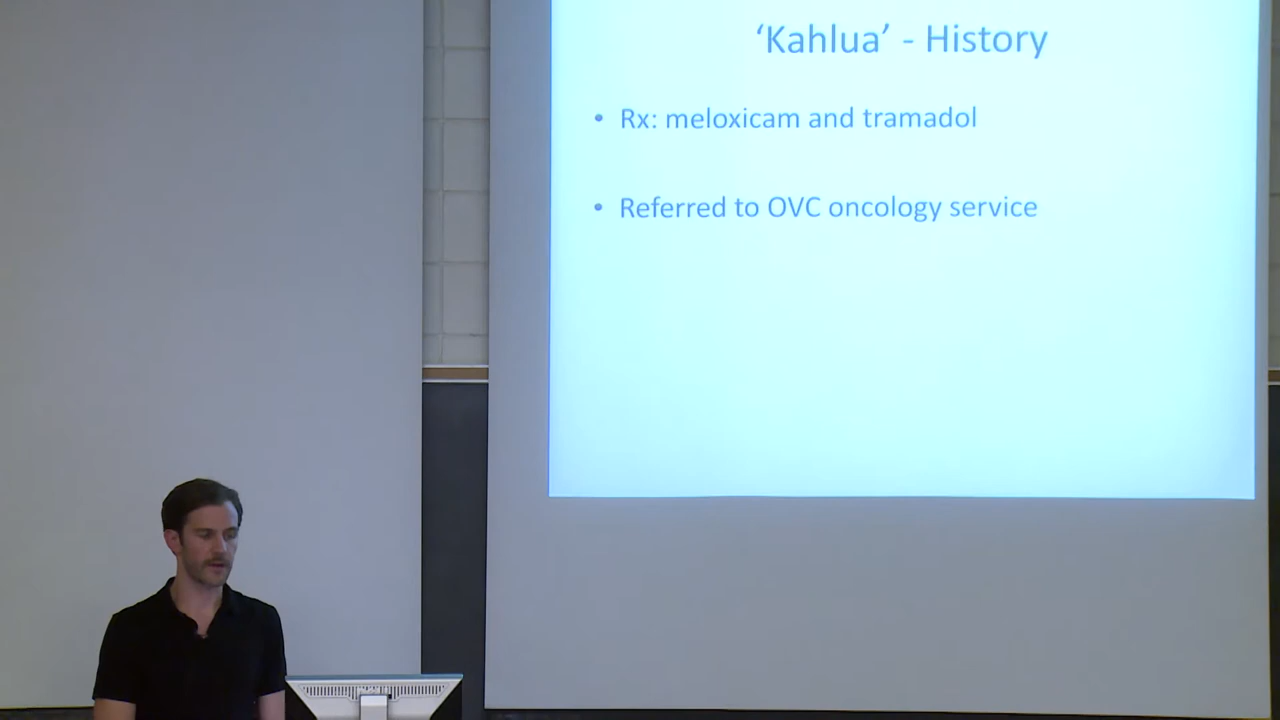 ‘Kahlua’ - History
• Rx: meloxicam and tramadol
• Referred to OVC oncology service